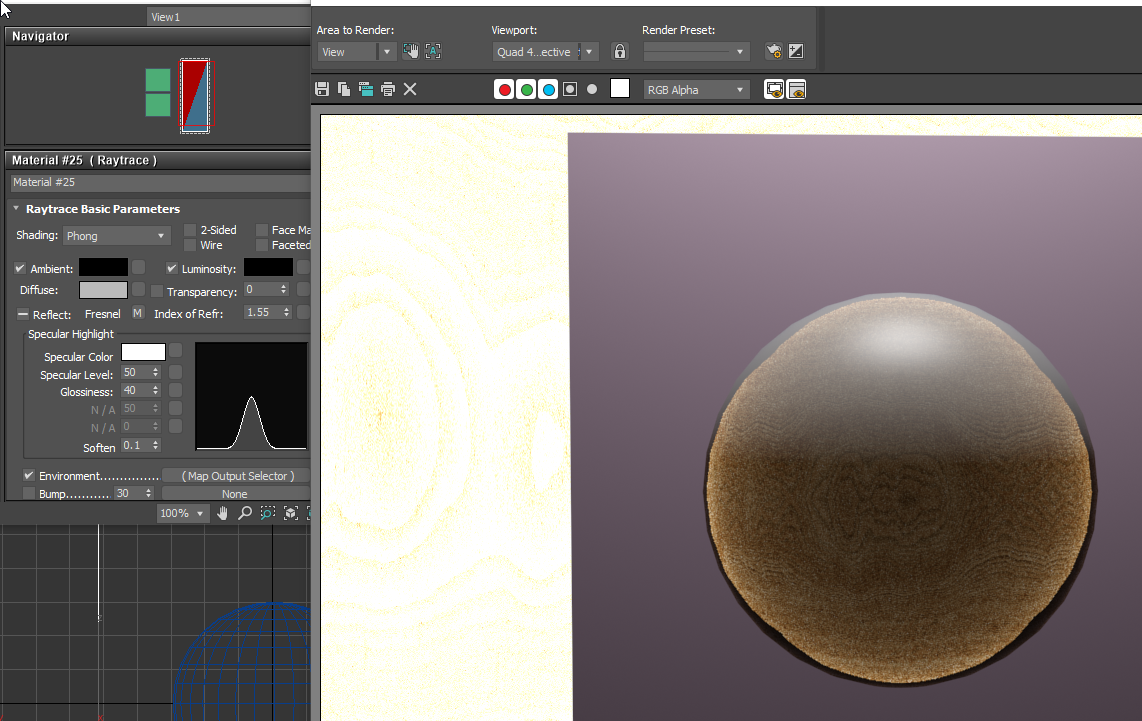 View1
Navigator
Material #25 ( Raytrace )
Material #25
Raytrace Basic Parameters
Shading: Phong 2-Sided Face Ma
Wire Faceted
Ambient: Luminosity:
Diffuse: Transparency: 0
Reflect: Fresnel M Index of Refr: 1.55
Specular Highlight
Specular Color
Specular Level: 50
Glossiness: 40
N / A 50
N / A 0
Soften 0.1
Environment............... ( Map Output Selector )
Bump.......... 30 None
100%
Area to Render: Viewport: Render Preset:
View Quad 4...ective
RGB Alpha